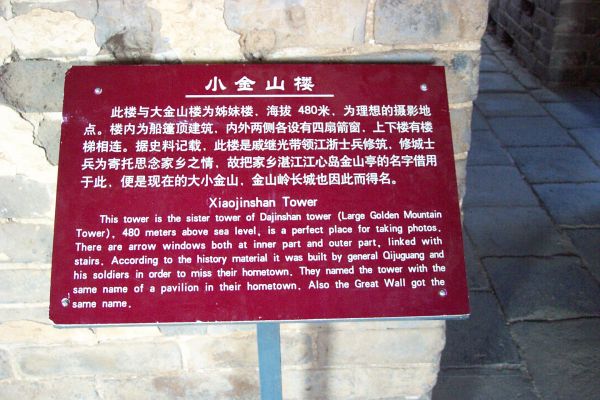 小金山楼
此楼与大金山楼为姊妹楼，海拔 480米，为理想的摄影地
点。楼内为船篷顶建筑，内外两侧各设有四扇箭窗，上下楼有楼
梯相连。据史料记载，此楼是戚继光带领江浙士兵修筑，修城士
兵为寄托思念家乡之情，故把家乡湛江江心岛金山亭的名字借用
于此，便是现在的大小金山，金山岭长城也因此而得名。
Xiaojinshan Tower
This tower is the sister tower of Dajinshan tower (Large Golden Mountain
Tower), 480 meters above sea level, is a perfect place for taking photos.
There are arrow windows both at inner part and outer part, linked with
stairs. According to the history material it was built by general Qijuguang and
his soldiers in order to miss their hometown. They named the tower with the
same name of a pavilion in their hometown. Also the Great Wall got the
same name.